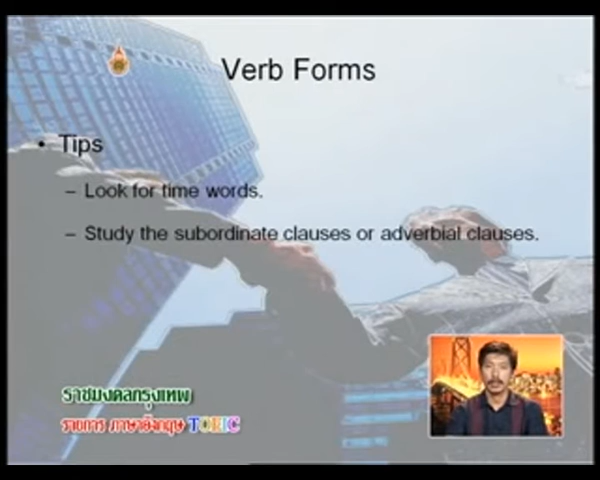 Verb Forms
• Tips
– Look for time words.
– Study the subordinate clauses or adverbial clauses.
ราชมงคลกรุงเทพ
รายการ ภาษาอังกฤษ TOEIC